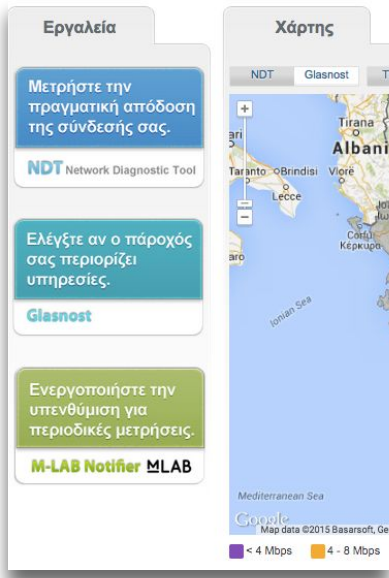 Εργαλεία
Μετρήστε την
πραγματική απόδοση
της σύνδεσής σας.
NDT Network Diagnostic Tool
Ελέγξτε αν ο πάροχός
σας περιορίζει
υπηρεσίες.
Glasnost
Ενεργοποιήστε την
υπενθύμιση για
περιοδικές μετρήσεις.
M-LAB Notifier MLAB
Χάρτης
NDT Glasnost
Tirana
Albani
Taranto Brindisi Vlorë
Lecce
Corfu
Κέρκυρα
Ionian Sea
Mediterranean Sea
Google
Map data ©2015 Basarsoft, Ge
< 4 Mbps 4 - 8 Mbps